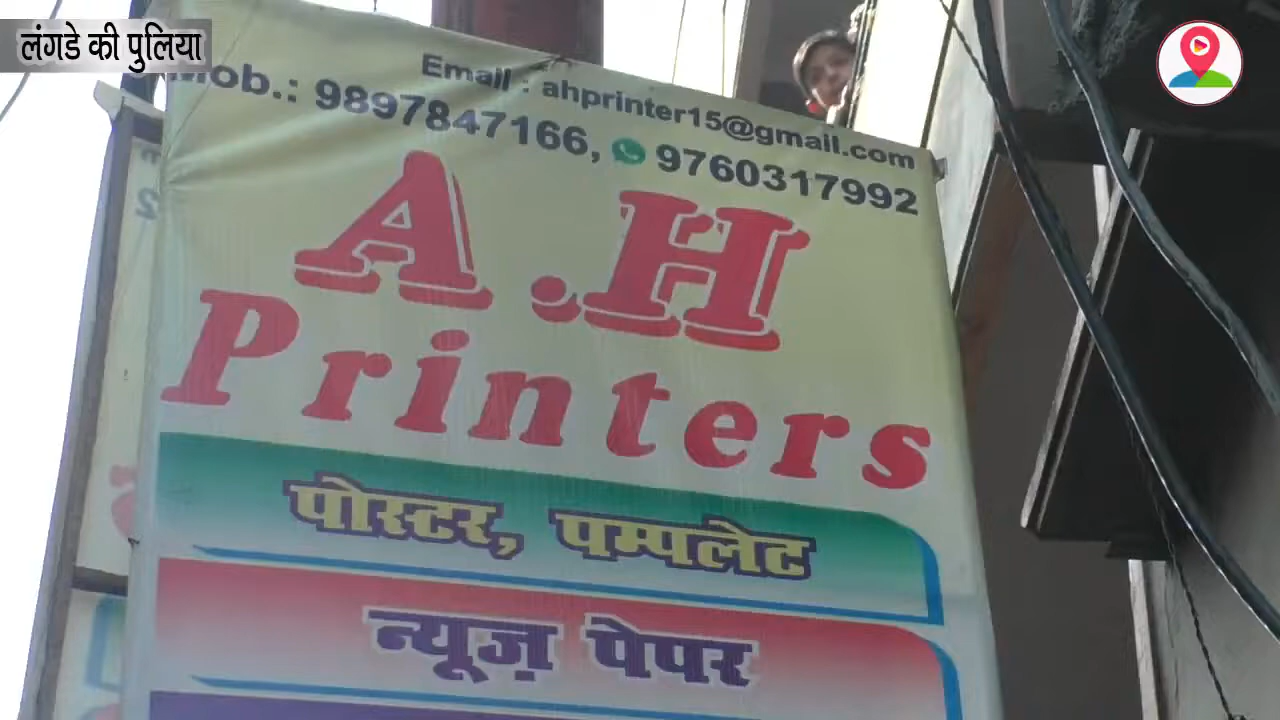 लंगडे की पुलिया
Email : ahprinter15@gmail.com
Mob.: 9897847166, 9760317992
A.H
Printers
पोस्टर, पम्पलेट
न्यूज़ पेपर